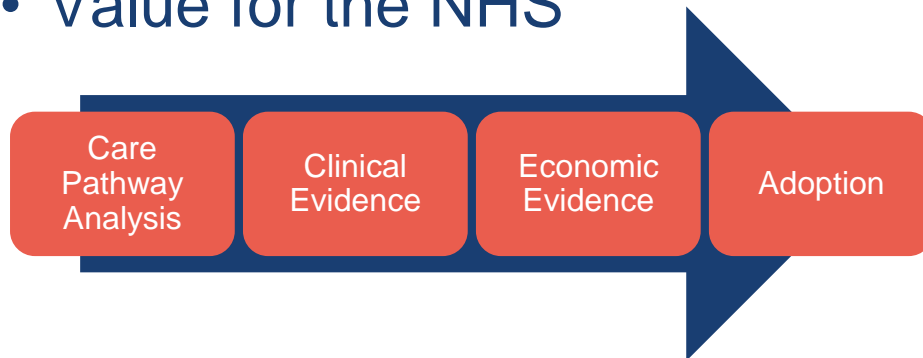 • Value for the NHS
Care
Pathway
Analysis
Clinical
Evidence
Economic
Evidence
Adoption